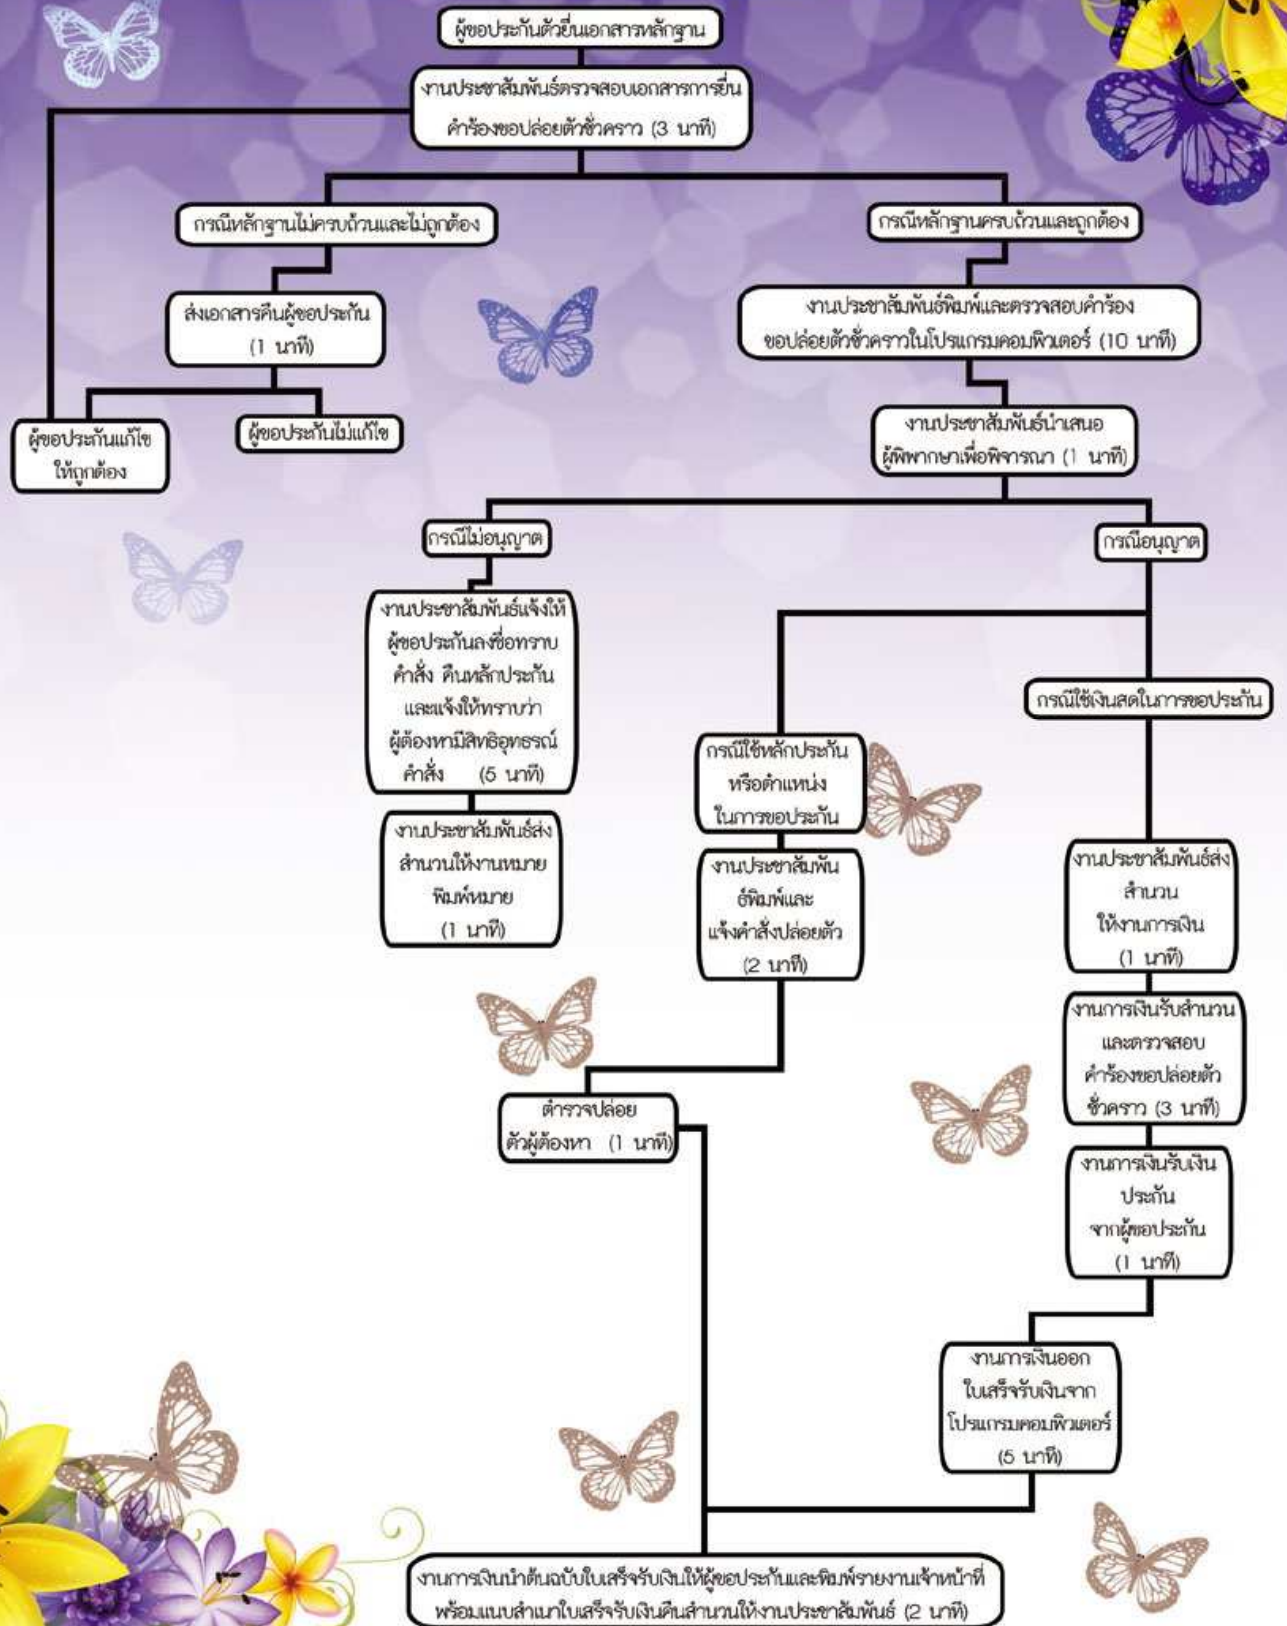 ผู้ขอประกันตัวยื่นเอกสารหลักฐาน
งานประชาสัมพันธ์ตรวจสอบเอกสารการยื่น
คำร้องขอปล่อยตัวชั่วคราว (3 นาที)
กรณีหลักฐานไม่ครบถ้วนและไม่ถูกต้อง
กรณีหลักฐานครบถ้วนและถูกต้อง
ส่งเอกสารคืนผู้ขอประกัน
(1 นาที)
งานประชาสัมพันธ์พิมพ์และตรวจสอบคำร้อง
ขอปล่อยตัวชั่วคราวในโปรแกรมคอมพิวเตอร์ (10 นาที)
ผู้ขอประกันแก้ไข
ให้ถูกต้อง
ผู้ขอประกันไม่แก้ไข
งานประชาสัมพันธ์นำเสนอ
ผู้พิพากษาเพื่อพิจารณา (1 นาที)
กรณีไม่อนุญาต
กรณีอนุญาต
งานประชาสัมพันธ์แจ้งให้
ผู้ขอประกันลงชื่อทราบ
คำสั่ง คืนหลักประกัน
และแจ้งให้ทราบว่า
ผู้ต้องหามีสิทธิอุทธรณ์
คำสั่ง (5 นาที)
งานประชาสัมพันธ์ส่ง
สำนวนให้งานหมาย
พิมพ์หมาย
(1 นาที)
กรณีใช้หลักประกัน
หรือตำแหน่ง
ในการขอประกัน
งานประชาสัมพัน
ธ์พิมพ์และ
แจ้งคำสั่งปล่อยตัว
(2 นาที)
กรณีใช้เงินสดในการขอประกัน
งานประชาสัมพันธ์ส่ง
สำนวน
ให้งานการเงิน
(1 นาที)
งานการเงินรับสำนวน
และตรวจสอบ
คำร้องขอปล่อยตัว
ชั่วคราว (3 นาที)
ตำรวจปล่อย
ตัวผู้ต้องหา (1 นาที)
งานการเงินรับเงิน
ประกัน
จากผู้ขอประกัน
(1 นาที)
งานการเงินออก
ใบเสร็จรับเงินจาก
โปรแกรมคอมพิวเตอร์
(5 นาที)
งานการเงินนำต้นฉบับใบเสร็จรับเงินให้ผู้ขอประกันและพิมพ์รายงานเจ้าหน้าที่
พร้อมแนบสำเนาใบเสร็จรับเงินคืนสำนวนให้งานประชาสัมพันธ์ (2 นาที)